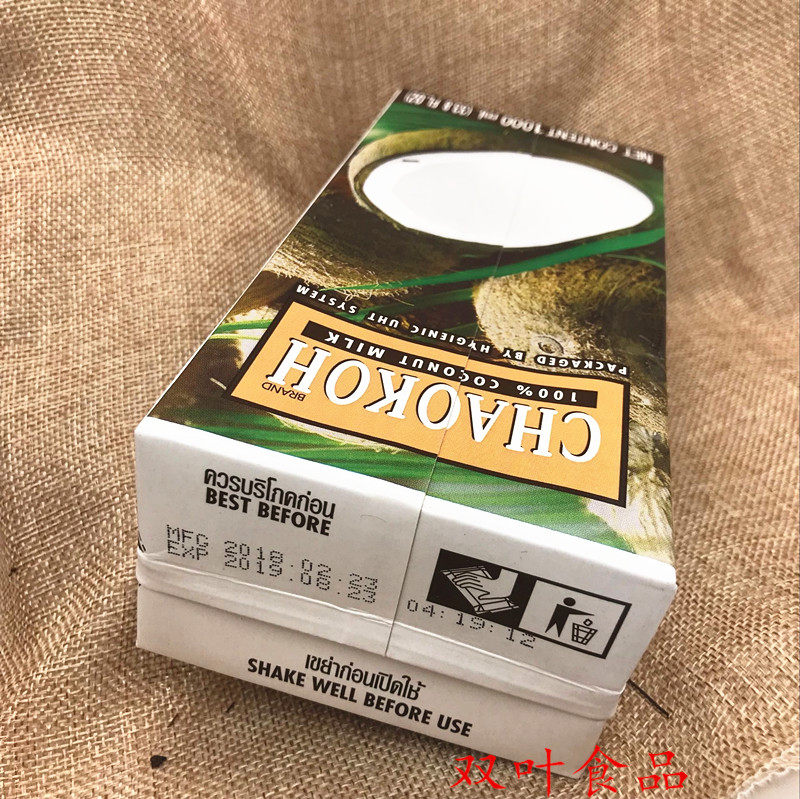 NET CONTENT 1000 ml (33.8 FL.OZ)
PACKAGED BY HYGIENIC UHT SYSTEM
100% COCONUT MILK
CHAOKOH
BRAND
ควรบริโภคก่อน
BEST BEFORE
MFG 2018.02.23
EXP 2019.08.23 04:19:12
เขย่าก่อนเปิดใช้
SHAKE WELL BEFORE USE
双叶食品